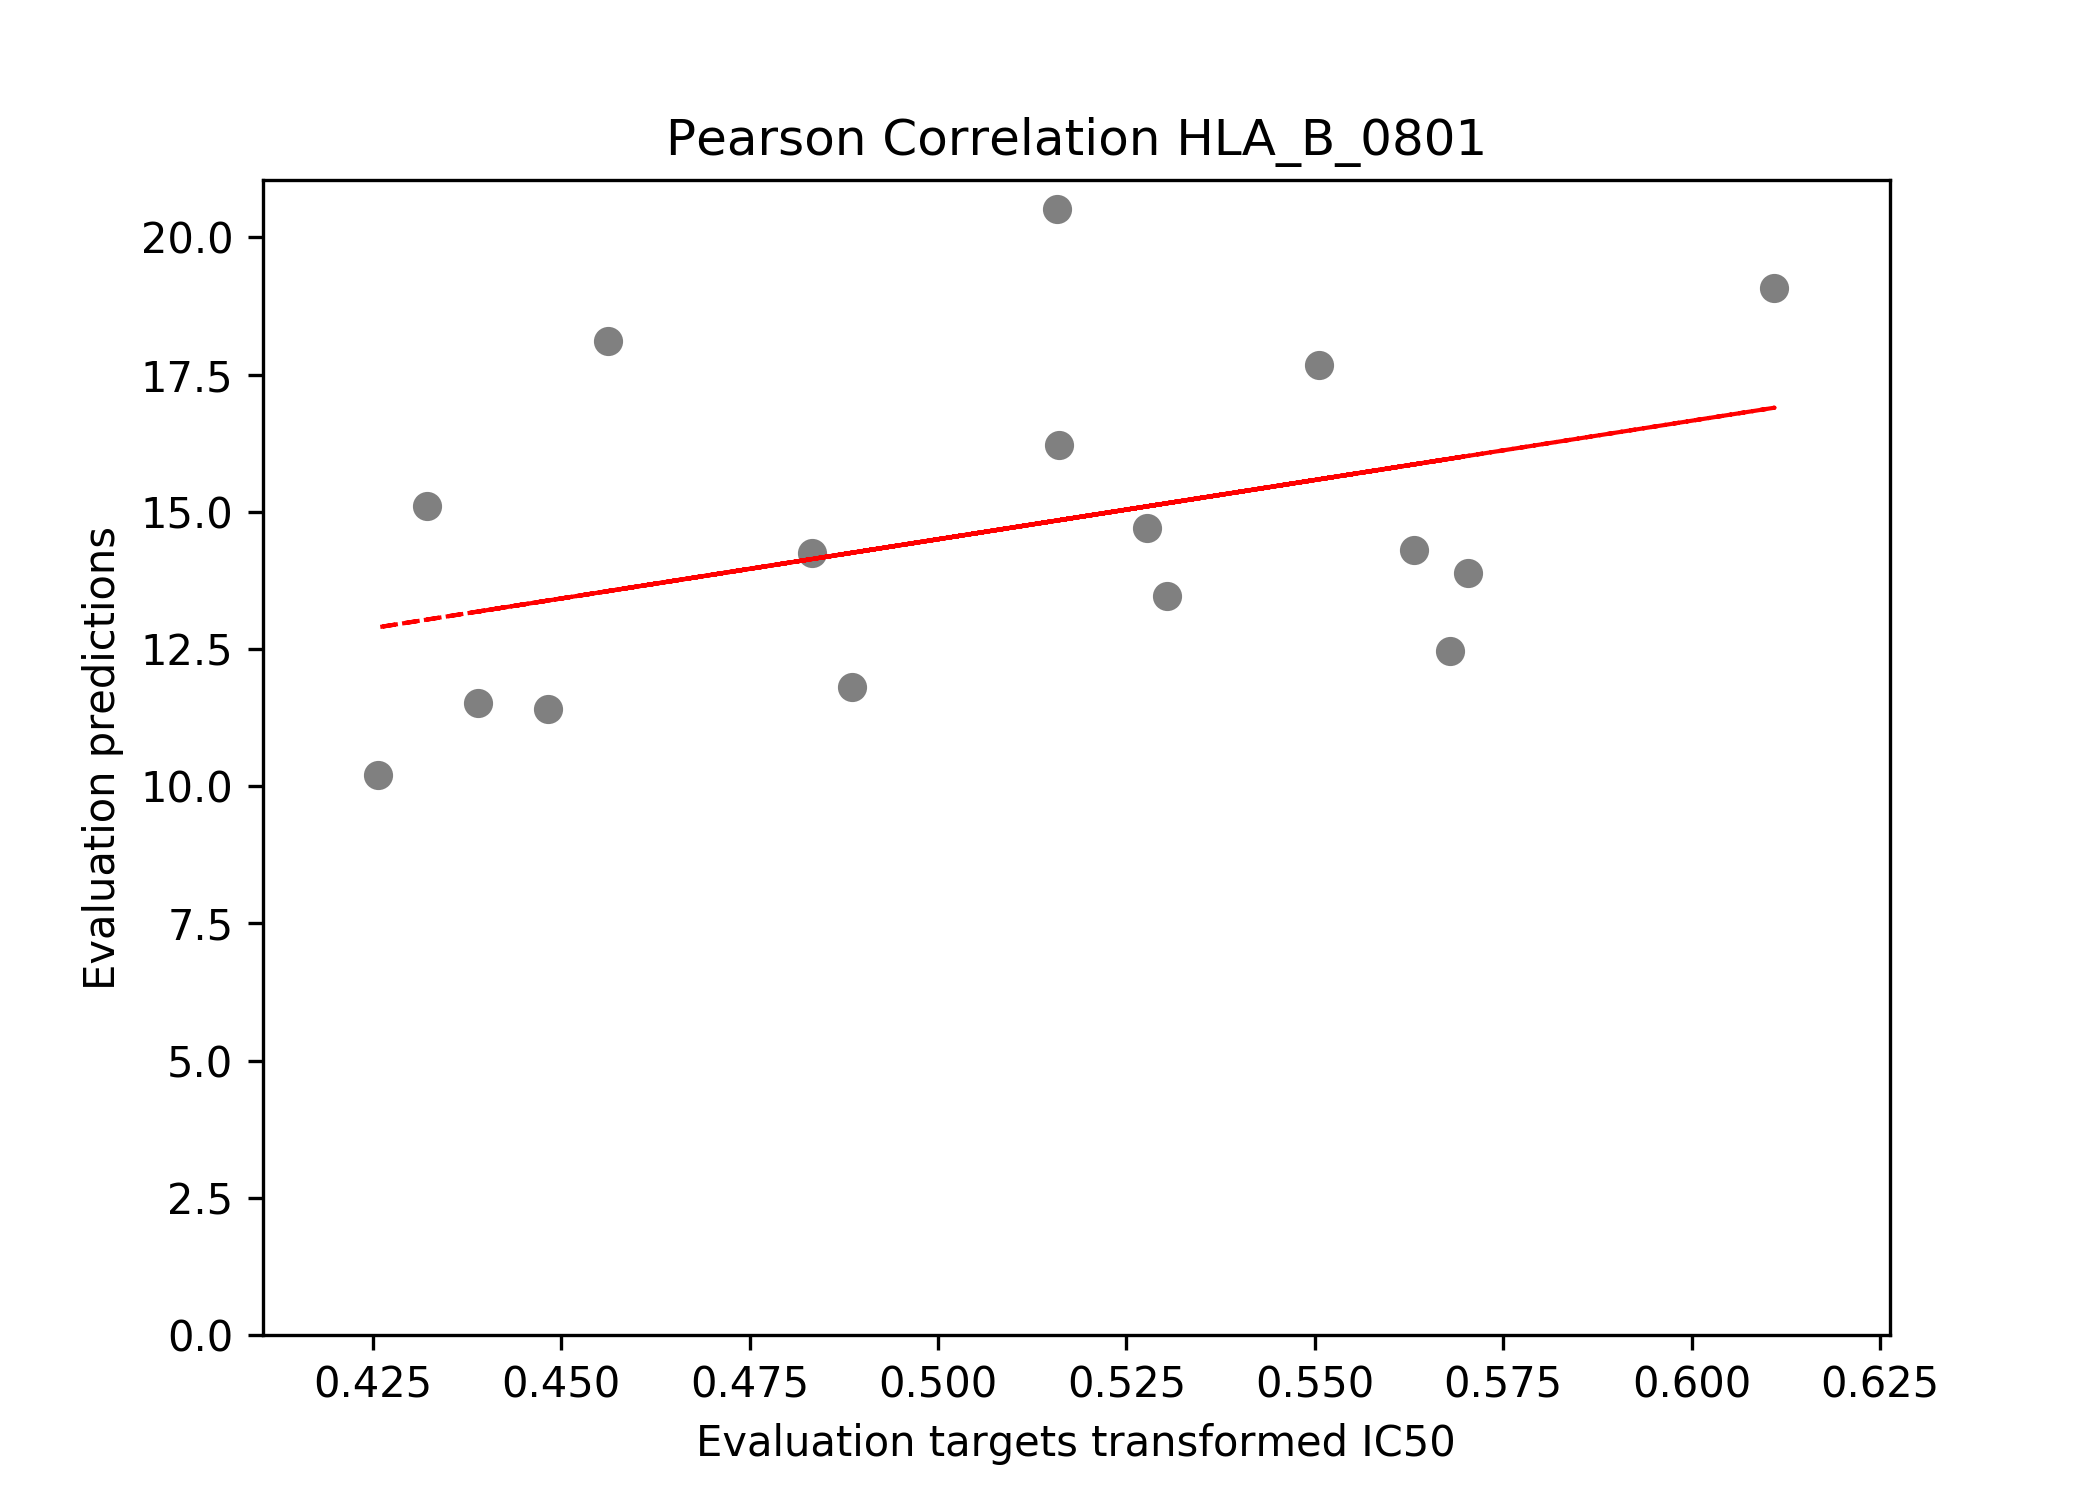 Pearson Correlation HLA_B_0801
20.0
17.5
15.0
12.5
10.0
7.5
5.0
2.5
0.0
Evaluation predictions
0.425 0.450 0.475 0.500 0.525 0.550 0.575 0.600 0.625
Evaluation targets transformed IC50